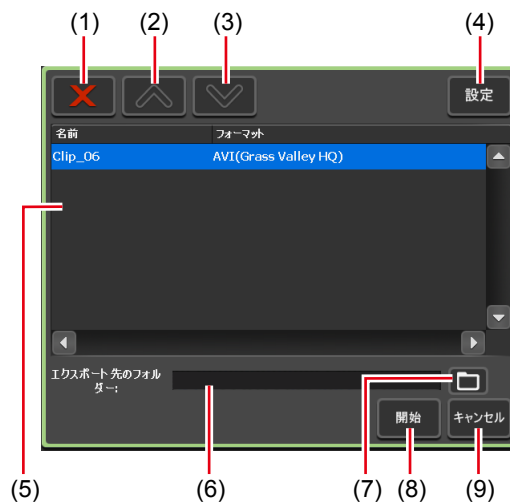 (1) (2) (3) (4)
設定
名前 フォーマット
Clip_06 AVI(Grass Valley HQ)
エクスポート先のフォル
ダー:
開始 キャンセル
(5) (6) (7) (8) (9)